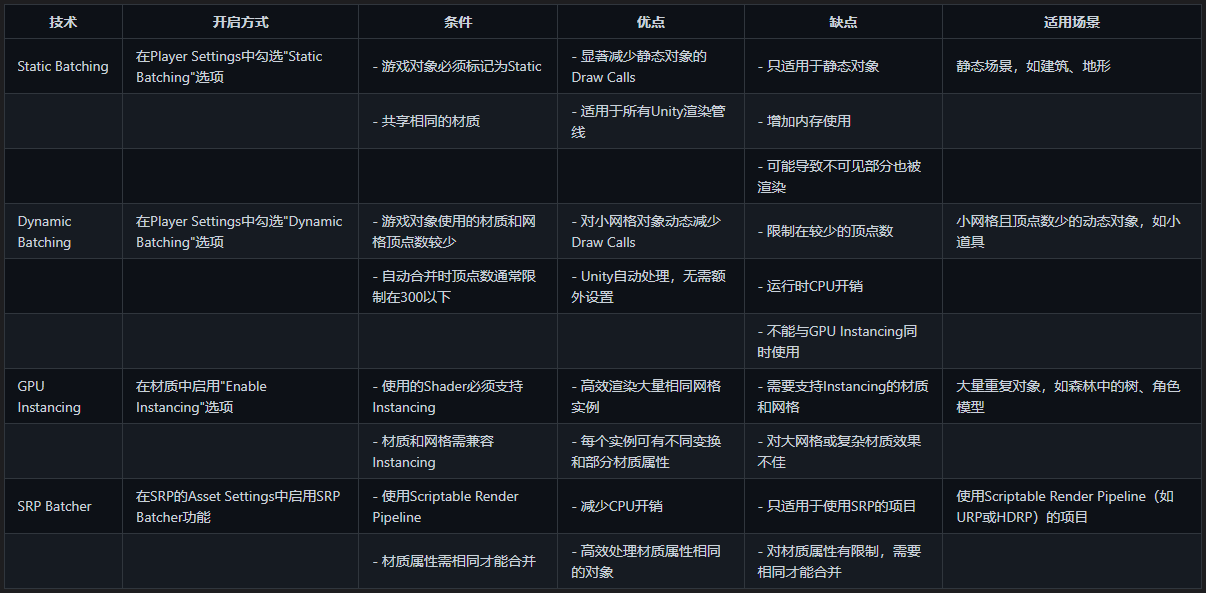 技术 开启方式 条件 优点 缺点 适用场景
Static Batching 在Player Settings中勾选"Static Batching"选项 - 游戏对象必须标记为Static - 显著减少静态对象的Draw Calls - 只适用于静态对象 静态场景，如建筑、地形
- 共享相同的材质 - 适用于所有Unity渲染管线 - 增加内存使用
- 可能导致不可见部分也被渲染
Dynamic Batching 在Player Settings中勾选"Dynamic Batching"选项 - 游戏对象使用的材质和网格顶点数较少 - 对小网格对象动态减少Draw Calls - 限制在较少的顶点数 小网格且顶点数少的动态对象，如小道具
- 自动合并时顶点数通常限制在300以下 - Unity自动处理，无需额外设置 - 运行时CPU开销
- 不能与GPU Instancing同时使用
GPU Instancing 在材质中启用"Enable Instancing"选项 - 使用的Shader必须支持Instancing - 高效渲染大量相同网格实例 - 需要支持Instancing的材质和网格 大量重复对象，如森林中的树、角色模型
- 材质和网格需兼容Instancing - 每个实例可有不同变换和部分材质属性 - 对大网格或复杂材质效果不佳
SRP Batcher 在SRP的Asset Settings中启用SRP Batcher功能 - 使用Scriptable Render Pipeline - 减少CPU开销 - 只适用于使用SRP的项目 使用Scriptable Render Pipeline（如URP或HDRP）的项目
- 材质属性需相同才能合并 - 高效处理材质属性相同的对象 - 对材质属性有限制，需要相同才能合并